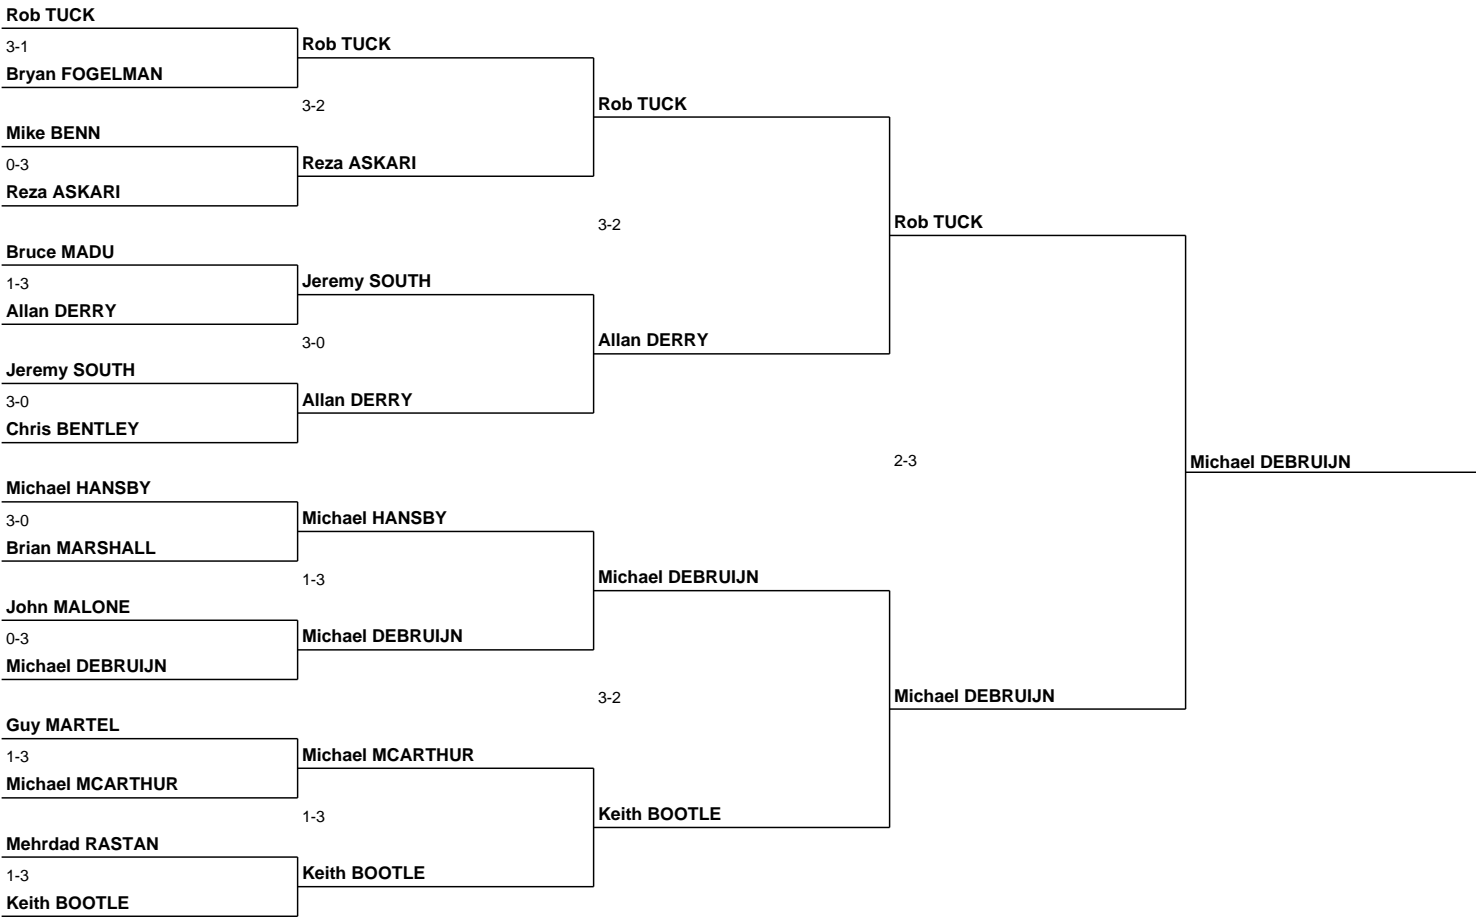 Rob TUCK
3-1
Bryan FOGELMAN
Mike BENN
0-3
Reza ASKARI
Bruce MADU
1-3
Allan DERRY
Jeremy SOUTH
3-0
Chris BENTLEY
Michael HANSBY
3-0
Brian MARSHALL
John MALONE
0-3
Michael DEBRUIJN
Guy MARTEL
1-3
Michael MCARTHUR
Mehrdad RASTAN
1-3
Keith BOOTLE
Rob TUCK
3-2
Reza ASKARI
Jeremy SOUTH
3-0
Allan DERRY
Michael HANSBY
1-3
Michael DEBRUIJN
Michael MCARTHUR
1-3
Keith BOOTLE
Rob TUCK
3-2
Allan DERRY
Michael DEBRUIJN
3-2
Keith BOOTLE
Rob TUCK
2-3
Michael DEBRUIJN
Michael DEBRUIJN